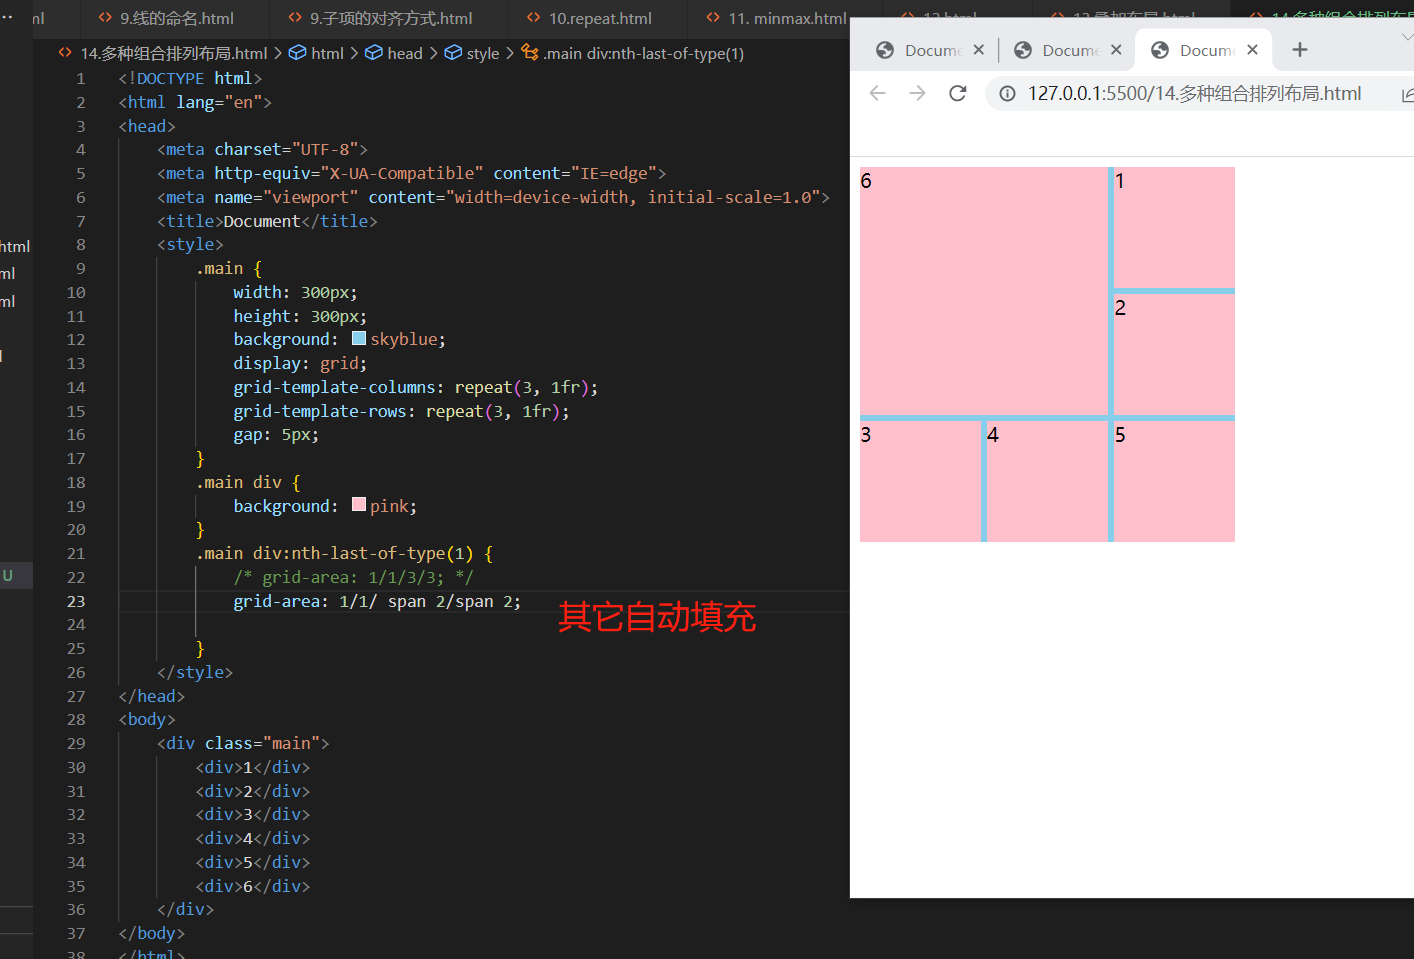 ml
9.线的命名.html
9.子项的对齐方式.html
10.repeat.html
11. minmax.html
14.多种组合排列布局.html > html > head > style > .main div:nth-last-of-type(1)
html
ml
ml
U
1 <!DOCTYPE html>
2 <html lang="en">
3 <head>
4 <meta charset="UTF-8">
5 <meta http-equiv="X-UA-Compatible" content="IE=edge">
6 <meta name="viewport" content="width=device-width, initial-scale=1.0">
7 <title>Document</title>
8 <style>
9 .main {
10 width: 300px;
11 height: 300px;
12 background: skyblue;
13 display: grid;
14 grid-template-columns: repeat(3, 1fr);
15 grid-template-rows: repeat(3, 1fr);
16 gap: 5px;
17 }
18 .main div {
19 background: pink;
20 }
21 .main div:nth-last-of-type(1) {
22 /* grid-area: 1/1/3/3; */
23 grid-area: 1/1/ span 2/span 2;
其它自动填充
24
25 }
26 </style>
27 </head>
28 <body>
29 <div class="main">
30 <div>1</div>
31 <div>2</div>
32 <div>3</div>
33 <div>4</div>
34 <div>5</div>
35 <div>6</div>
36 </div>
37 </body>
38 </html>
Docume
Docume
Docume
127.0.0.1:5500/14.多种组合排列布局.html
6
1
2
3
4
5